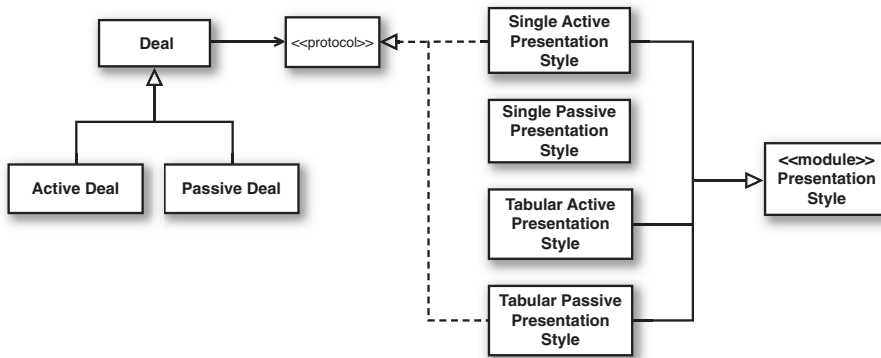 Deal
<<protocol>>
Active Deal
Passive Deal
Single Active
Presentation
Style
Single Passive
Presentation
Style
Tabular Active
Presentation
Style
Tabular Passive
Presentation
Style
<<module>>
Presentation
Style